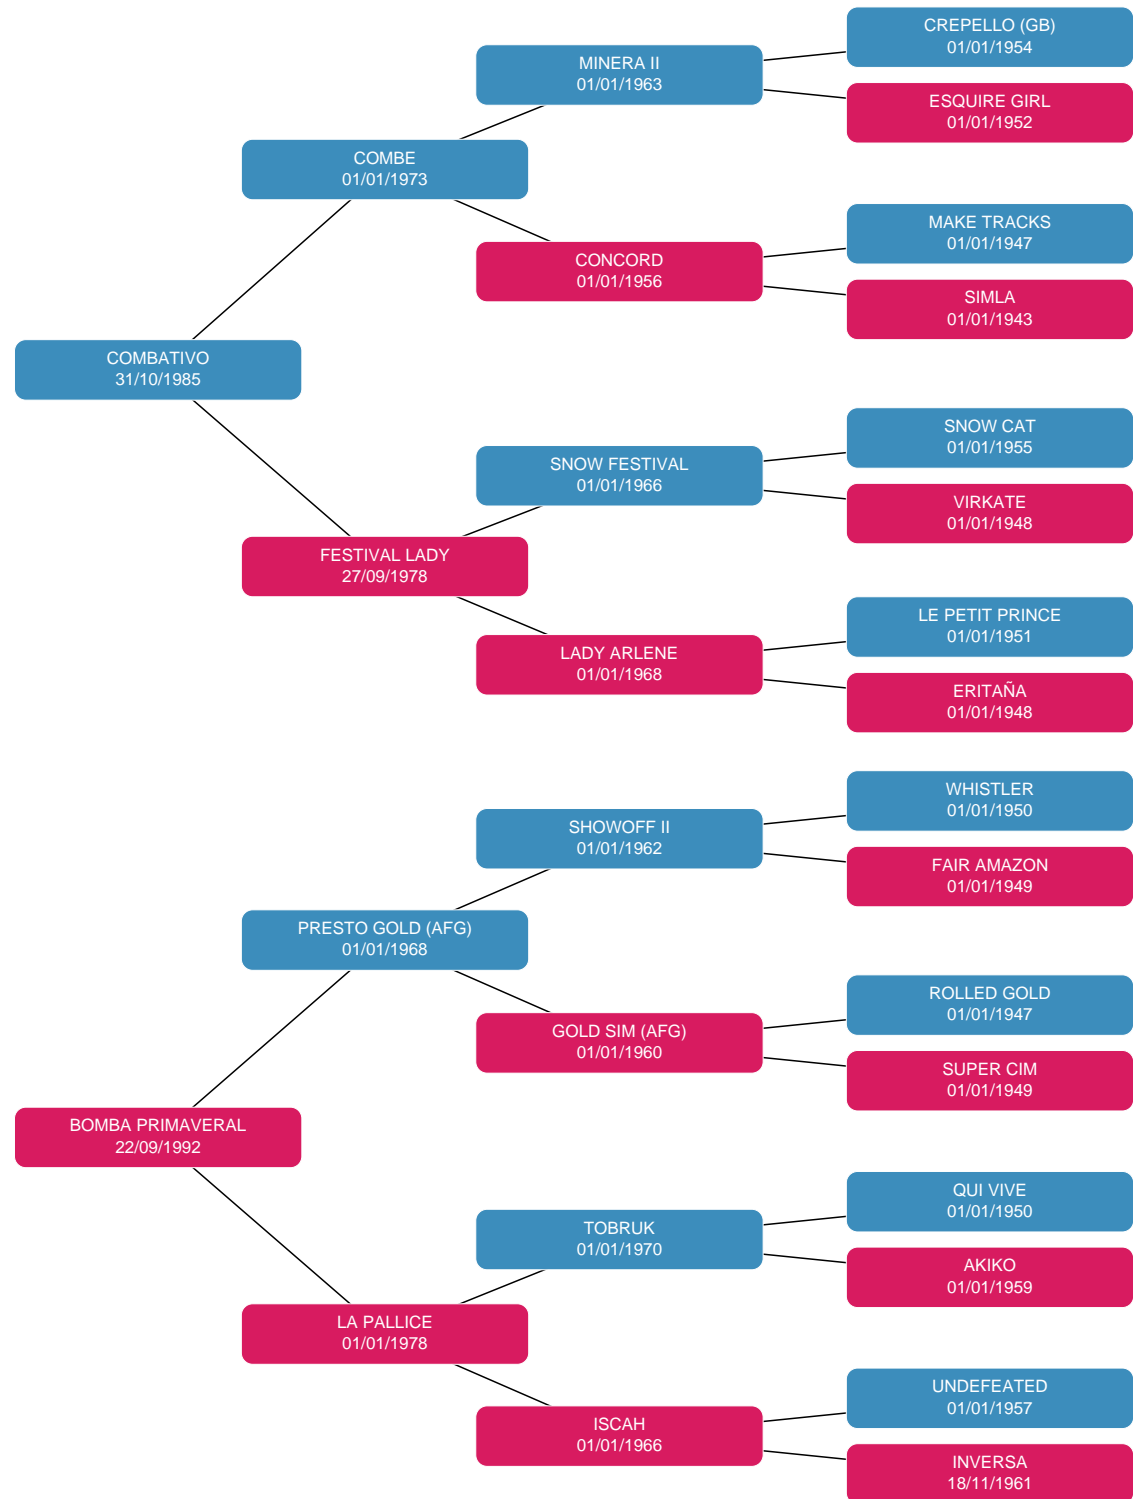 CREPELLO (GB)
01/01/1954
MINERA II
01/01/1963
ESQUIRE GIRL
01/01/1952
COMBE
01/01/1973
MAKE TRACKS
01/01/1947
CONCORD
01/01/1956
SIMLA
01/01/1943
COMBATIVO
31/10/1985
SNOW CAT
01/01/1955
SNOW FESTIVAL
01/01/1966
VIRKATE
01/01/1948
FESTIVAL LADY
27/09/1978
LE PETIT PRINCE
01/01/1951
LADY ARLENE
01/01/1968
ERITAÑA
01/01/1948
WHISTLER
01/01/1950
SHOWOFF II
01/01/1962
FAIR AMAZON
01/01/1949
PRESTO GOLD (AFG)
01/01/1968
ROLLED GOLD
01/01/1947
GOLD SIM (AFG)
01/01/1960
SUPER CIM
01/01/1949
BOMBA PRIMAVERAL
22/09/1992
QUI VIVE
01/01/1950
TOBRUK
01/01/1970
AKIKO
01/01/1959
LA PALLICE
01/01/1978
UNDEFEATED
01/01/1957
ISCAH
01/01/1966
INVERSA
18/11/1961